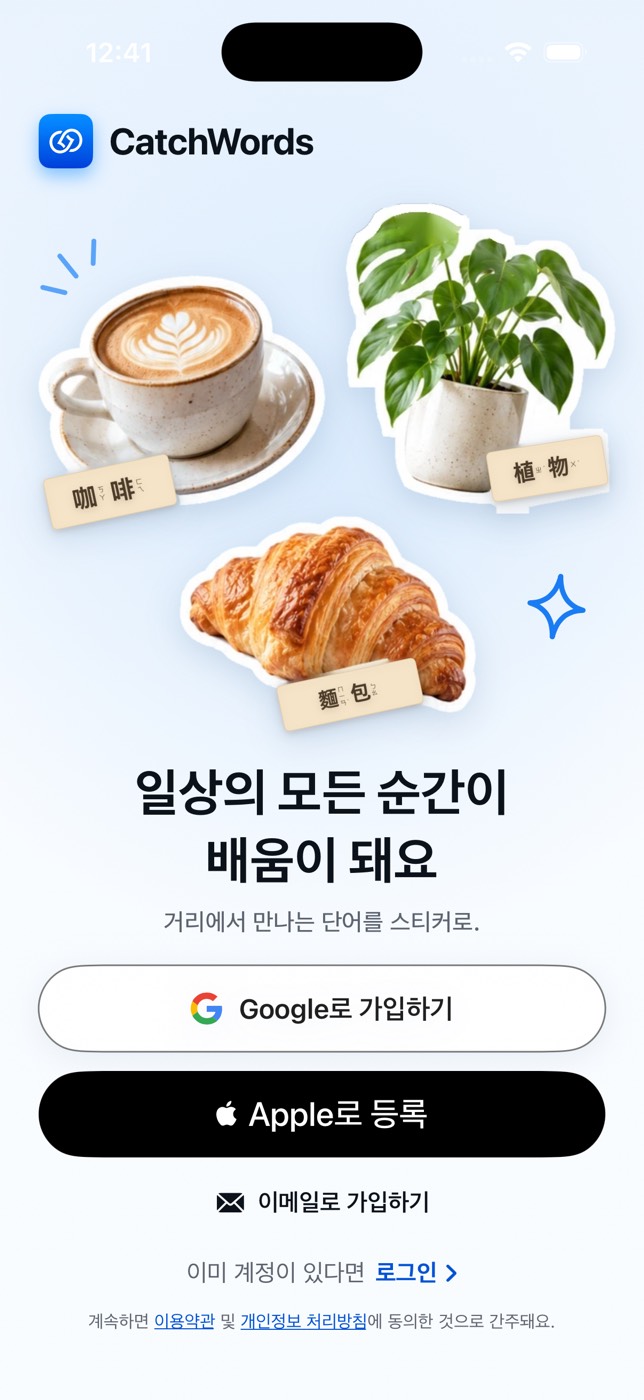 12:41
CatchWords
咖啡
植物
麵包
일상의 모든 순간이
배움이 돼요
거리에서 만나는 단어를 스티커로.
Google로 가입하기
Apple로 등록
이메일로 가입하기
이미 계정이 있다면 로그인
계속하면 이용약관 및 개인정보 처리방침에 동의한 것으로 간주돼요.